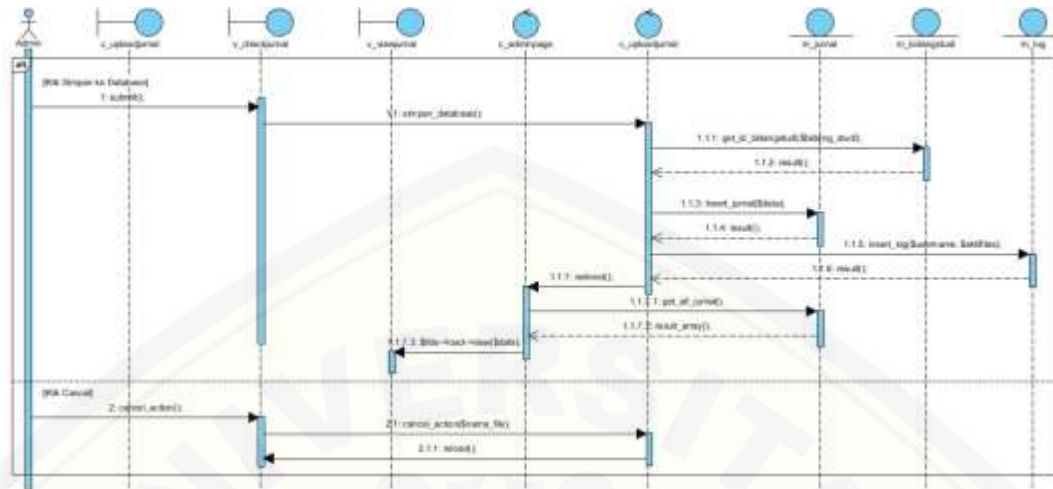 Admin
v_uploadjurnal
v_checkjurnal
v_viewjurnal
c_adminpage
c_uploadjurnal
m_jurnal
m_bidangstudi
m_log
alt
[Klik Simpan ke Database]
1: submit();
1.1: simpan_database();
1.1.1: get_id_bidangstudi($bidang_studi);
1.1.2: result();
1.1.3: insert_jurnal($data);
1.1.4: result();
1.1.5: insert_log($username, $aktifitas);
1.1.6: result();
1.1.7: redirect();
1.1.7.1: get_all_jurnal();
1.1.7.2: result_array();
1.1.7.3: $this->load->view($data);
[Klik Cancel]
2: cancel_action();
2.1: cancel_action($nama_file);
2.1.1: reload();
UNIVERSIT